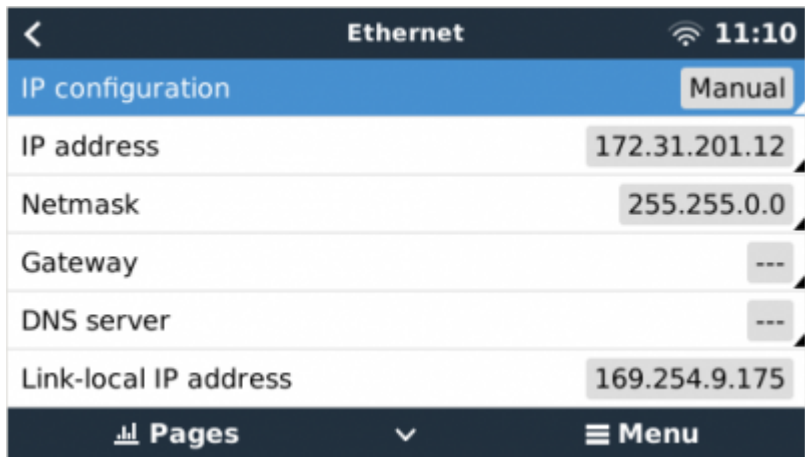 Ethernet 11:10
IP configuration Manual
IP address 172.31.201.12
Netmask 255.255.0.0
Gateway ---
DNS server ---
Link-local IP address 169.254.9.175
Pages Menu